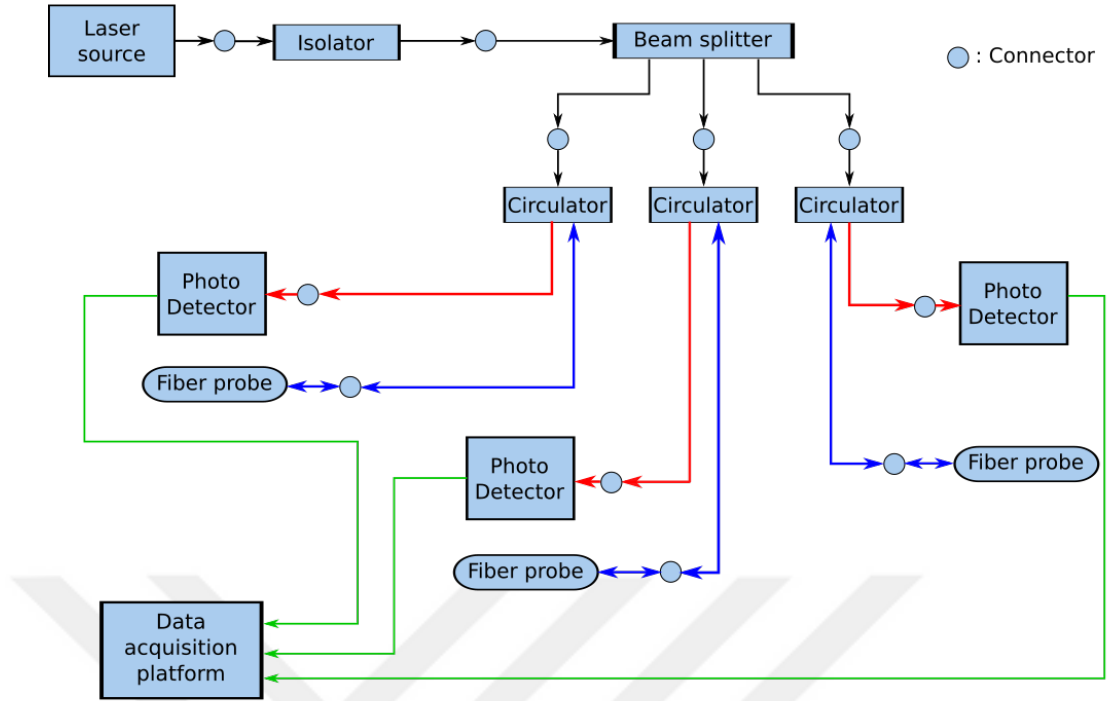 Laser
source
Isolator
Beam splitter
: Connector
Circulator
Circulator
Circulator
Photo
Detector
Photo
Detector
Fiber probe
Photo
Detector
Fiber probe
Fiber probe
Data
acquisition
platform